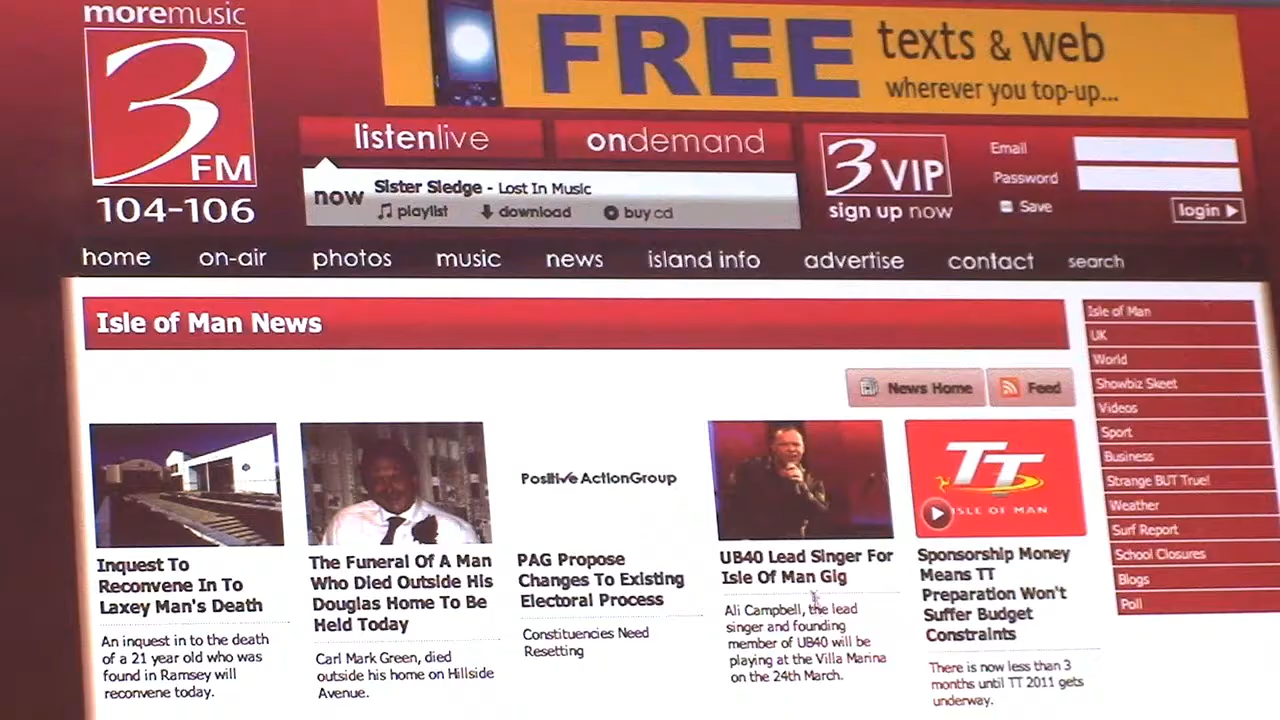 moremusic
3
FM
104-106
FREE texts & web
wherever you top-up...
listenlive
ondemand
now
Sister Sledge - Lost In Music
playlist
download
buy cd
3 VIP
sign up now
Email
Password
Save
login
home
on-air
photos
music
news
island info
advertise
contact
search
Isle of Man News
News Home
Feed
Isle of Man
UK
World
Showbiz Skeet
Videos
Sport
Business
Strange BUT True!
Weather
Surf Report
School Closures
Blogs
Poll
Inquest To
Reconvene In To
Laxey Man's Death
An inquest in to the death
of a 21 year old who was
found in Ramsey will
reconvene today.
The Funeral Of A Man
Who Died Outside His
Douglas Home To Be
Held Today
Carl Mark Green, died
outside his home on Hillside
Avenue.
Positive ActionGroup
PAG Propose
Changes To Existing
Electoral Process
Constituencies Need
Resetting
UB40 Lead Singer For
Isle Of Man Gig
Ali Campbell, the lead
singer and founding
member of UB40 will be
playing at the Villa Marina
on the 24th March.
TT
ISLE OF MAN
Sponsorship Money
Means TT
Preparation Won't
Suffer Budget
Constraints
There is now less than 3
months until TT 2011 gets
underway.